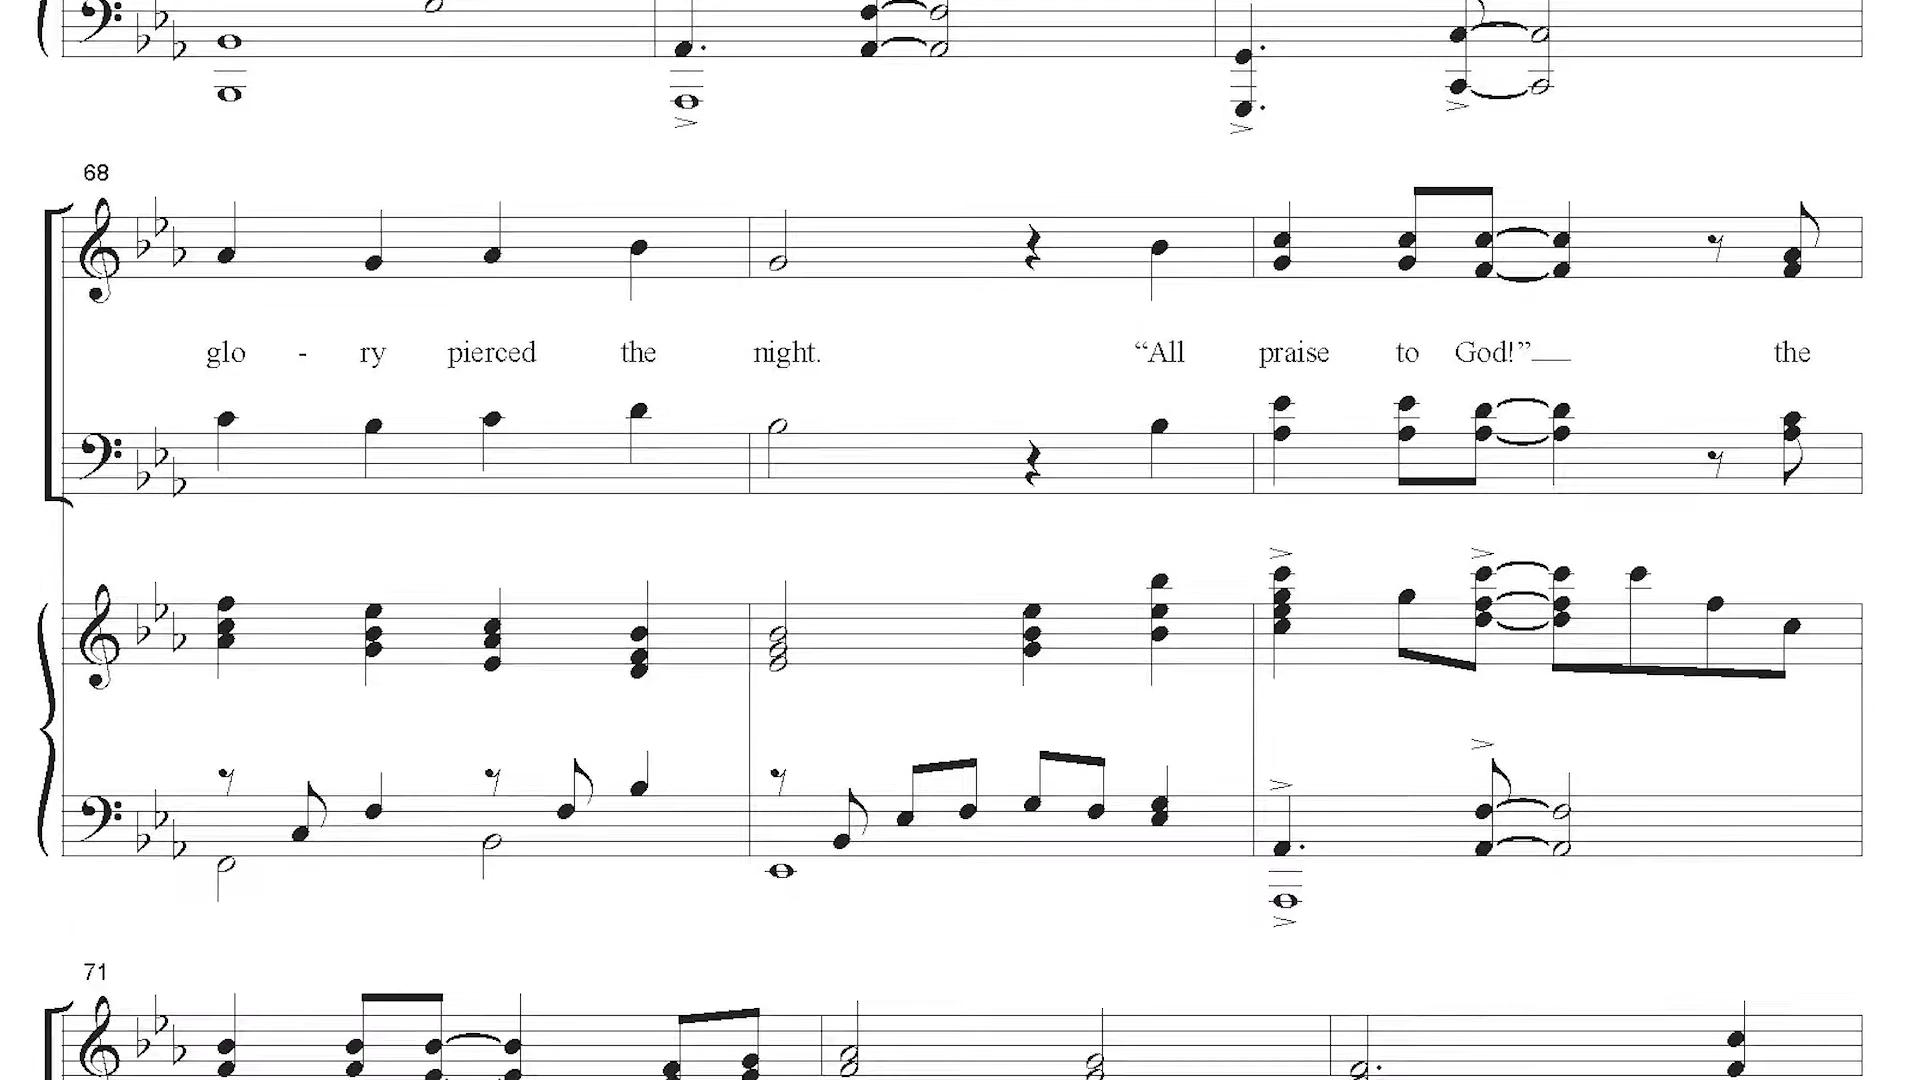 68
glo - ry pierced the night. “All praise to God!” the
71